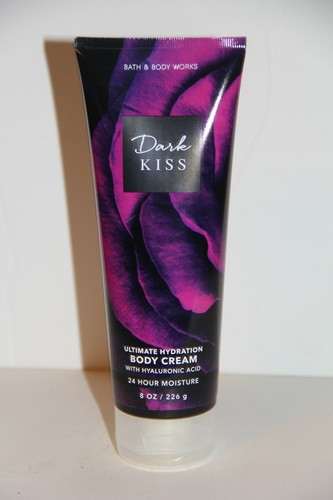 BATH & BODY WORKS
Dark
KISS
ULTIMATE HYDRATION
BODY CREAM
WITH HYALURONIC ACID
24 HOUR MOISTURE
8 OZ / 226 g